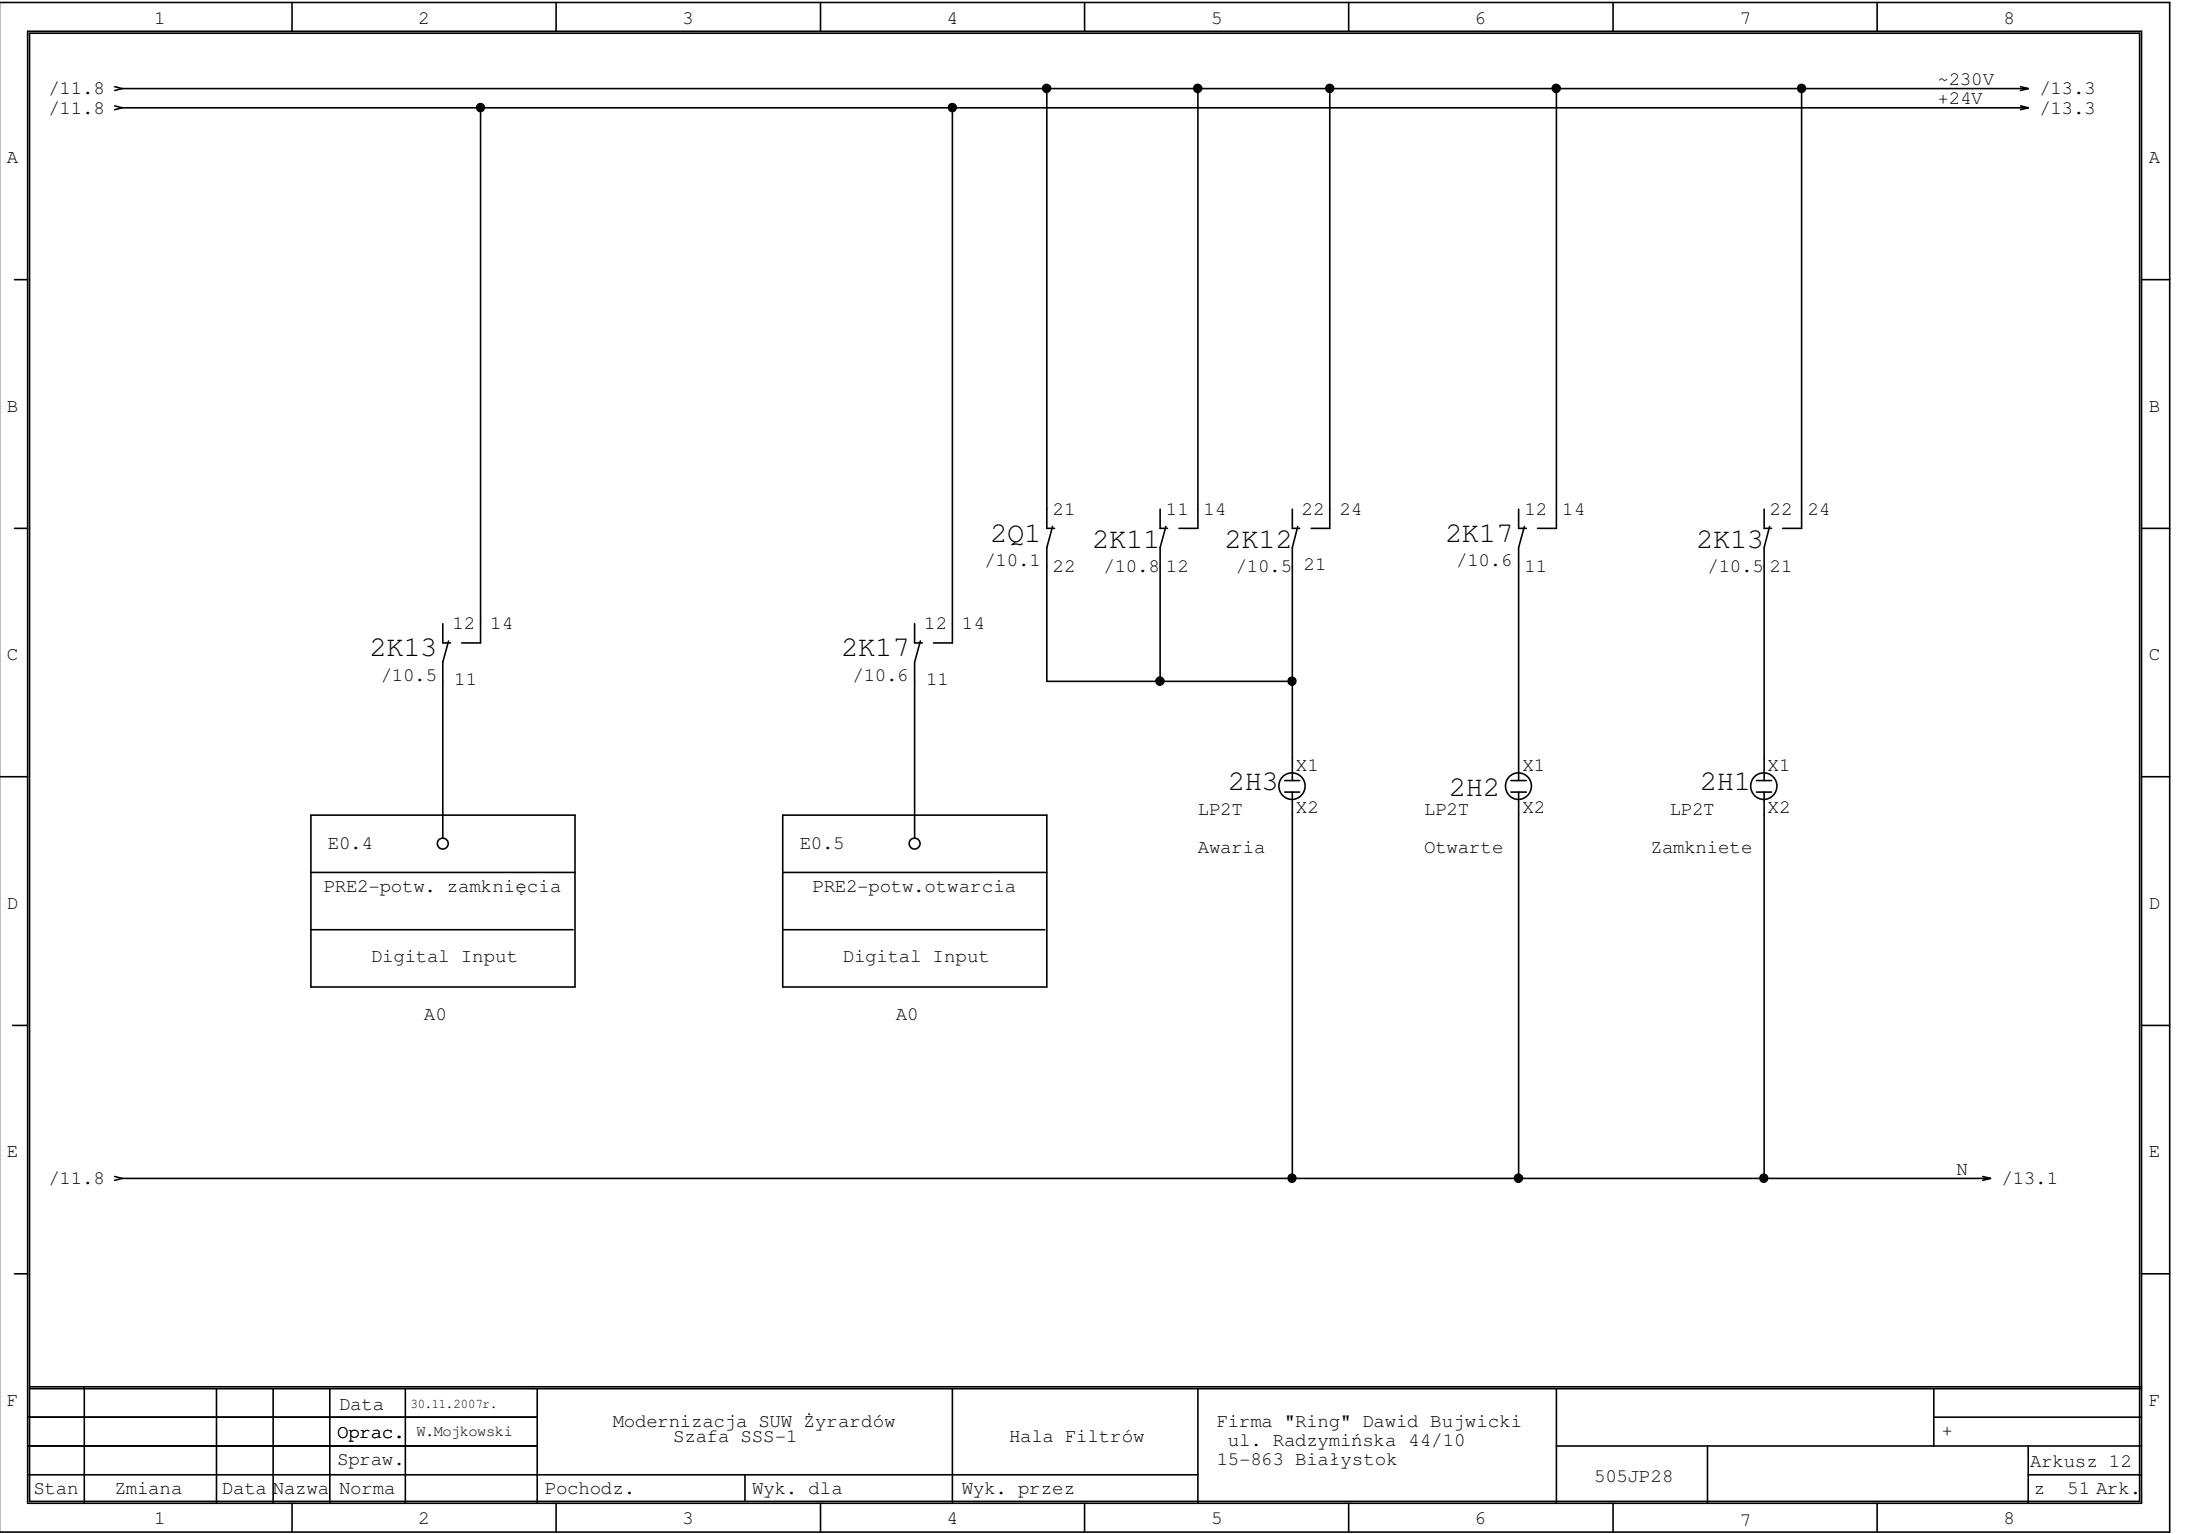 1 2 3 4 5 6 7 8
/11.8 ~230V /13.3
/11.8 +24V /13.3
A A
B B
21 11 14 22 24 12 14 22 24
2Q1 2K11 2K12 2K17 2K13
/10.1 22 /10.8 12 /10.5 21 /10.6 11 /10.5 21
12 14 12 14
2K13 2K17
C C
/10.5 11 /10.6 11
X1 X1 X1
2H3 2H2 2H1
LP2T X2 LP2T X2 LP2T X2
E0.4 E0.5 Awaria Otwarte Zamkniete
PRE2-potw. zamknięcia PRE2-potw.otwarcia
D D
Digital Input Digital Input
A0 A0
E E
/11.8 N /13.1
F F
Data 30.11.2007r.
Oprac. W.Mojkowski
Spraw.
Stan Zmiana Data Nazwa Norma
Modernizacja SUW Żyrardów
Szafa SSS-1
Pochodz. Wyk. dla
Hala Filtrów
Wyk. przez
Firma "Ring" Dawid Bujwicki
ul. Radzymińska 44/10
15-863 Białystok
505JP28
+
Arkusz 12
z 51 Ark.
1 2 3 4 5 6 7 8